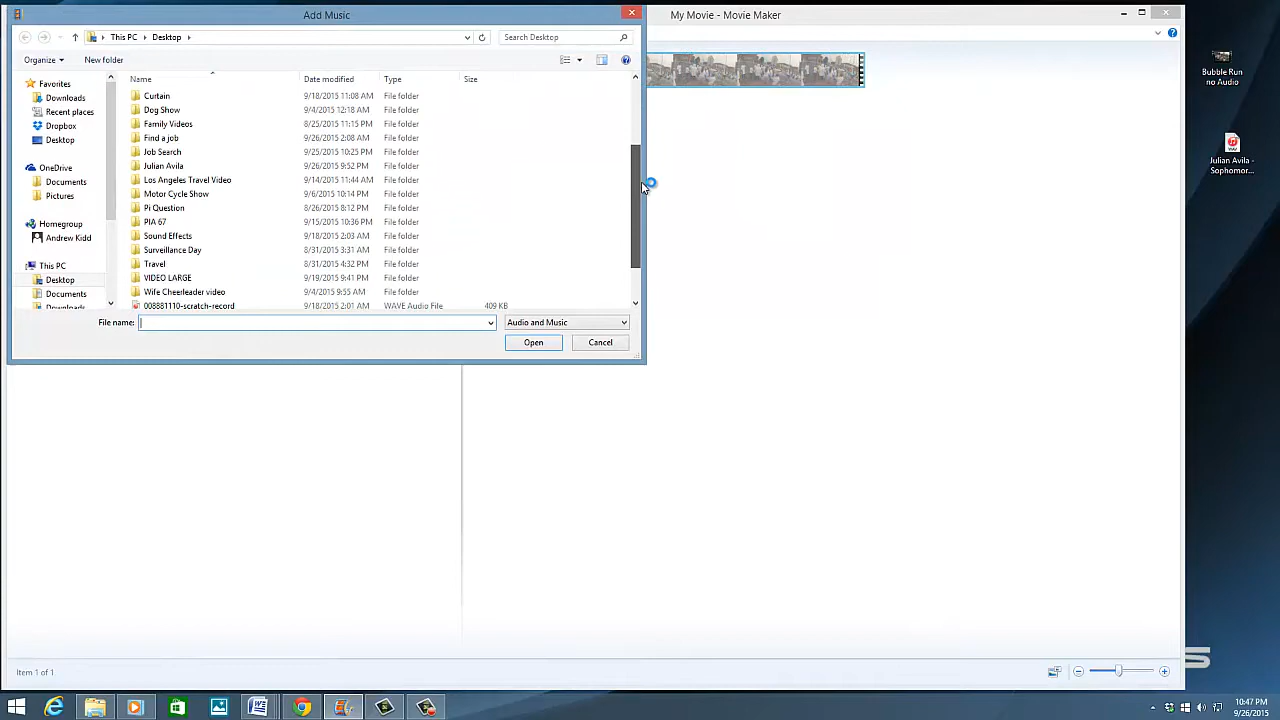 Add Music
My Movie - Movie Maker
This PC
Desktop
Search Desktop
Organize
New folder
Name
Date modified
Type
Size
Favorites
Downloads
Recent places
Dropbox
Desktop
OneDrive
Documents
Pictures
Homegroup
Andrew Kidd
This PC
Desktop
Documents
Downloads
Curtain 9/18/2015 11:08 AM File folder
Dog Show 9/4/2015 12:18 AM File folder
Family Videos 8/25/2015 11:15 PM File folder
Find a job 9/26/2015 2:08 AM File folder
Job Search 9/25/2015 10:25 PM File folder
Julian Avila 9/26/2015 9:52 PM File folder
Los Angeles Travel Video 9/14/2015 11:44 AM File folder
Motor Cycle Show 9/6/2015 10:14 PM File folder
Pi Question 8/26/2015 8:12 PM File folder
PIA 67 9/15/2015 10:36 PM File folder
Sound Effects 9/18/2015 2:03 AM File folder
Surveillance Day 8/31/2015 3:31 AM File folder
Travel 8/31/2015 4:32 PM File folder
VIDEO LARGE 9/19/2015 9:41 PM File folder
Wife Cheerleader video 9/4/2015 9:55 AM File folder
008881110-scratch-record 9/18/2015 2:01 AM WAVE Audio File 409 KB
File name:
Audio and Music
Open
Cancel
Bubble Run
no Audio
Julian Avila -
Sophomor...
Item 1 of 1
10:47 PM
9/26/2015